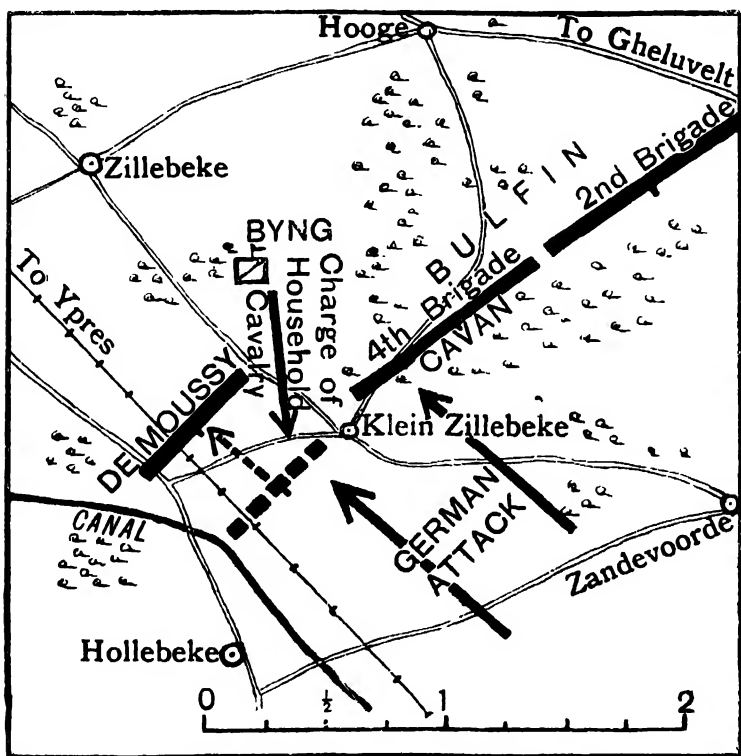 Hooge
To Gheluvelt
Zillebeke
BULFIN
2nd Brigade
BYNG
Charge of
Household
Cavalry
4th Brigade
CAVAN
To Ypres
DE MOUSSY
Klein Zillebeke
GERMAN
ATTACK
CANAL
Zandevoorde
Hollebeke
0 ½ 1 2